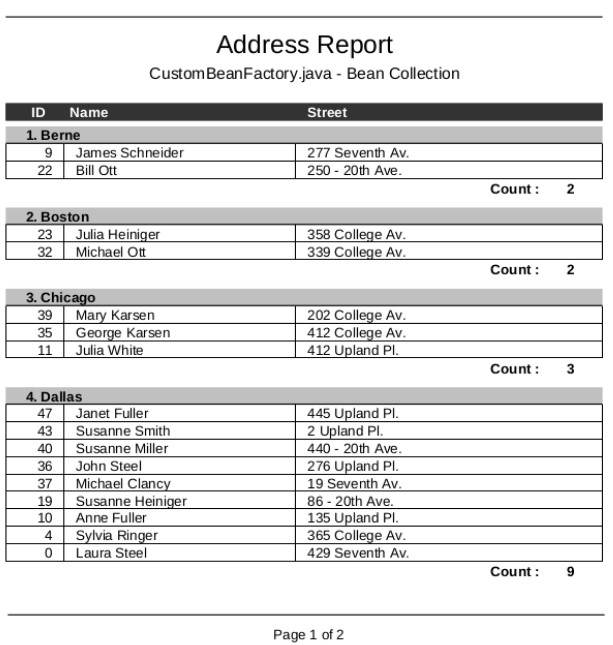 Address Report
CustomBeanFactory.java - Bean Collection
ID Name Street
1. Berne
9 James Schneider 277 Seventh Av.
22 Bill Ott 250 - 20th Ave.
Count : 2
2. Boston
23 Julia Heiniger 358 College Av.
32 Michael Ott 339 College Av.
Count : 2
3. Chicago
39 Mary Karsen 202 College Av.
35 George Karsen 412 College Av.
11 Julia White 412 Upland Pl.
Count : 3
4. Dallas
47 Janet Fuller 445 Upland Pl.
43 Susanne Smith 2 Upland Pl.
40 Susanne Miller 440 - 20th Ave.
36 John Steel 276 Upland Pl.
37 Michael Clancy 19 Seventh Av.
19 Susanne Heiniger 86 - 20th Ave.
10 Anne Fuller 135 Upland Pl.
4 Sylvia Ringer 365 College Av.
0 Laura Steel 429 Seventh Av.
Count : 9
Page 1 of 2